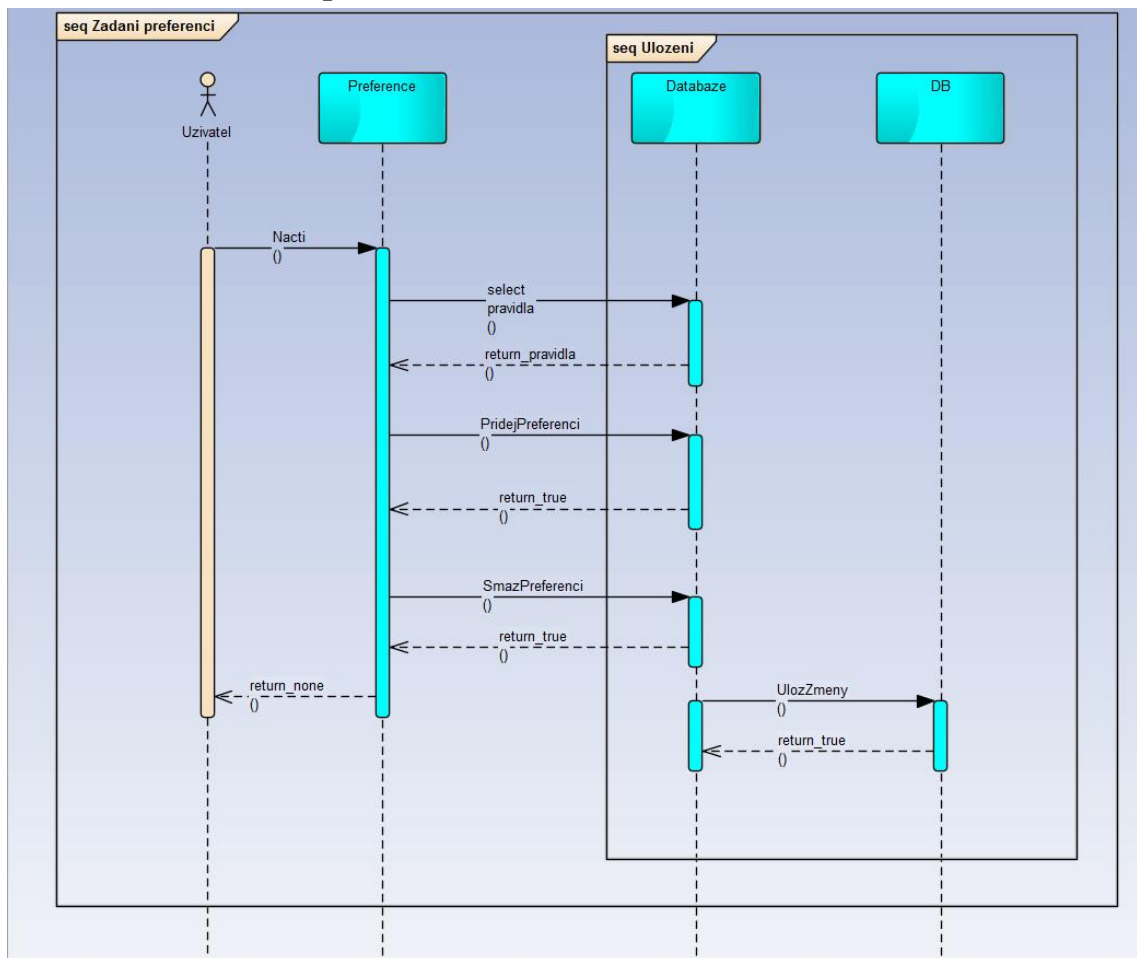 seq Zadani preferenci
seq Ulozeni
Uzivatel
Preference
Databaze
DB
Nacti
()
select
pravidla
()
return_pravidla
()
PridejPreferenci
()
return_true
()
SmazPreferenci
()
return_true
()
return_none
()
UlozZmeny
()
return_true
()